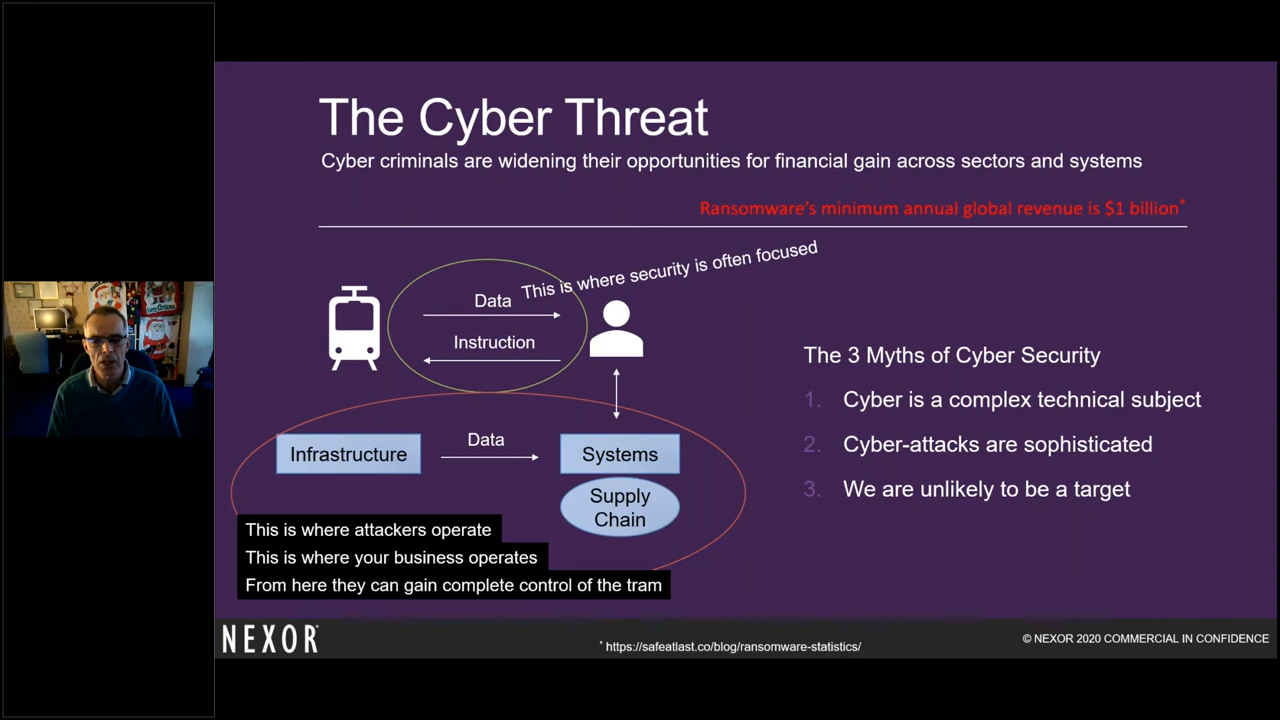 The Cyber Threat
Cyber criminals are widening their opportunities for financial gain across sectors and systems
Ransomware's minimum annual global revenue is $1 billion*
This is where security is often focused
Data
Instruction
Infrastructure
Data
Systems
Supply
Chain
This is where attackers operate
This is where your business operates
From here they can gain complete control of the tram
The 3 Myths of Cyber Security
1. Cyber is a complex technical subject
2. Cyber-attacks are sophisticated
3. We are unlikely to be a target
NEXOR®
* https://safeatlast.co/blog/ransomware-statistics/
© NEXOR 2020 COMMERCIAL IN CONFIDENCE